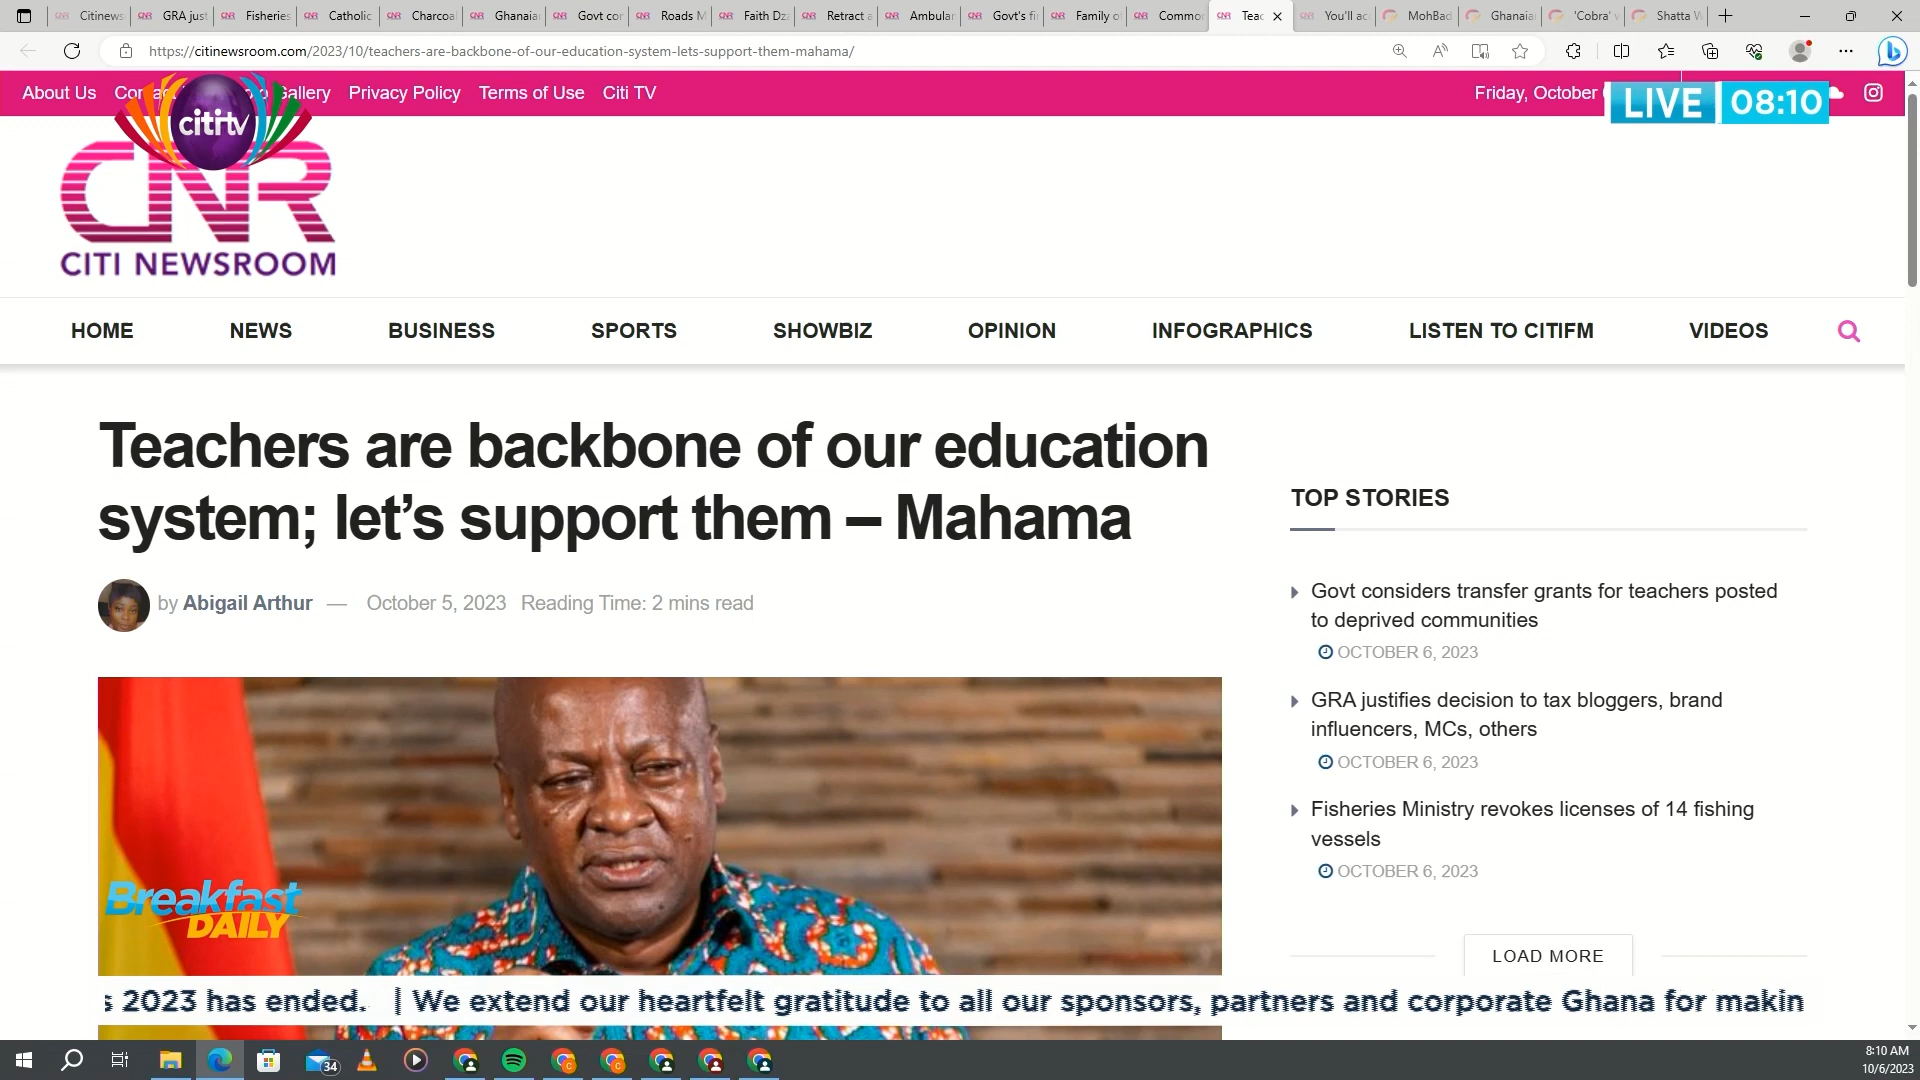 Citinews
GRA just
Fisheries
Catholic
Charcoal
Ghanaian
Govt con
Roads M
Faith Dza
Retract a
Ambular
Govt's fi
Family o
Commo
Teac
You'll ac
MohBad
Ghanaia
'Cobra' v
Shatta W
https://citinewsroom.com/2023/10/teachers-are-backbone-of-our-education-system-lets-support-them-mahama/
About Us
Gallery
Privacy Policy
Terms of Use
Citi TV
Friday, October
LIVE 08:10
cititv
CNR
CITI NEWSROOM
HOME
NEWS
BUSINESS
SPORTS
SHOWBIZ
OPINION
INFOGRAPHICS
LISTEN TO CITIFM
VIDEOS
Teachers are backbone of our education
system; let’s support them – Mahama
by Abigail Arthur — October 5, 2023 Reading Time: 2 mins read
TOP STORIES
Govt considers transfer grants for teachers posted
to deprived communities
OCTOBER 6, 2023
GRA justifies decision to tax bloggers, brand
influencers, MCs, others
OCTOBER 6, 2023
Fisheries Ministry revokes licenses of 14 fishing
vessels
OCTOBER 6, 2023
LOAD MORE
Breakfast
DAILY
s 2023 has ended. | We extend our heartfelt gratitude to all our sponsors, partners and corporate Ghana for makin
34
8:10 AM
10/6/2023